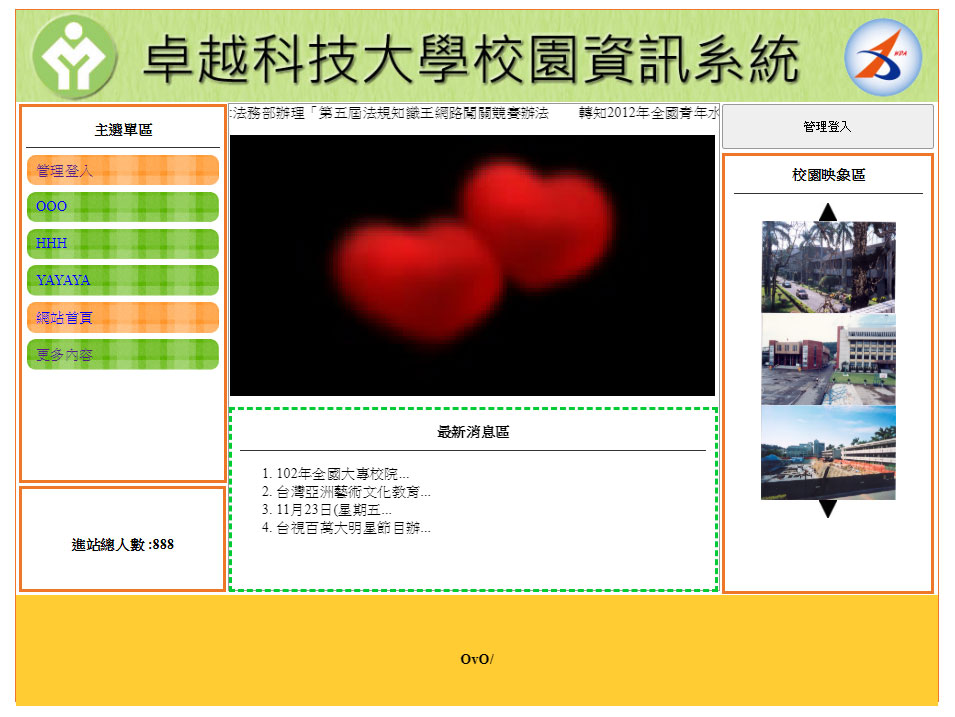 卓越科技大學校園資訊系統
主選單區
管理登入
OOO
HHH
YAYAYA
網站首頁
更多內容
進站總人數 :888
法務部辦理「第五屆法規知識王網路闖關競賽辦法 轉知2012年全國青年水
最新消息區
1. 102年全國大專校院...
2. 台灣亞洲藝術文化教育...
3. 11月23日(星期五...
4. 台視百萬大明星節目辦...
管理登入
校園映象區
OvO/